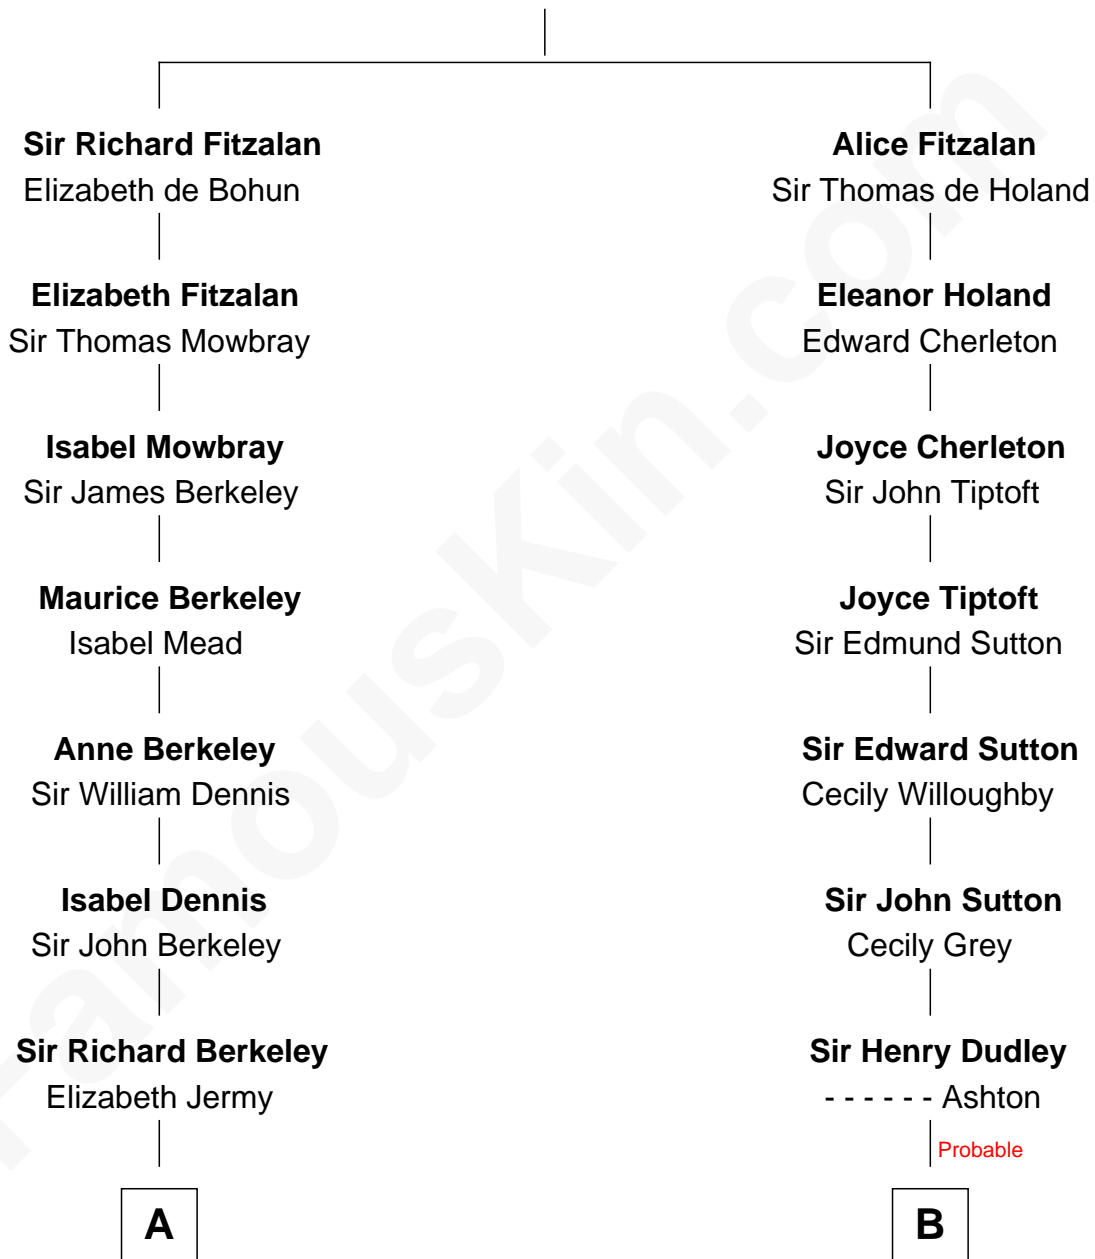 Sir Richard Fitzalan
Elizabeth de Bohun
Elizabeth Fitzalan
Sir Thomas Mowbray
Isabel Mowbray
Sir James Berkeley
Maurice Berkeley
Isabel Mead
Anne Berkeley
Sir William Dennis
Isabel Dennis
Sir John Berkeley
Sir Richard Berkeley
Elizabeth Jermy
A
Alice Fitzalan
Sir Thomas de Holand
Eleanor Holand
Edward Cherleton
Joyce Cherleton
Sir John Tiptoft
Joyce Tiptoft
Sir Edmund Sutton
Sir Edward Sutton
Cecily Willoughby
Sir John Sutton
Cecily Grey
Sir Henry Dudley
- - - - - - Ashton
Probable
B
FamousKin.com